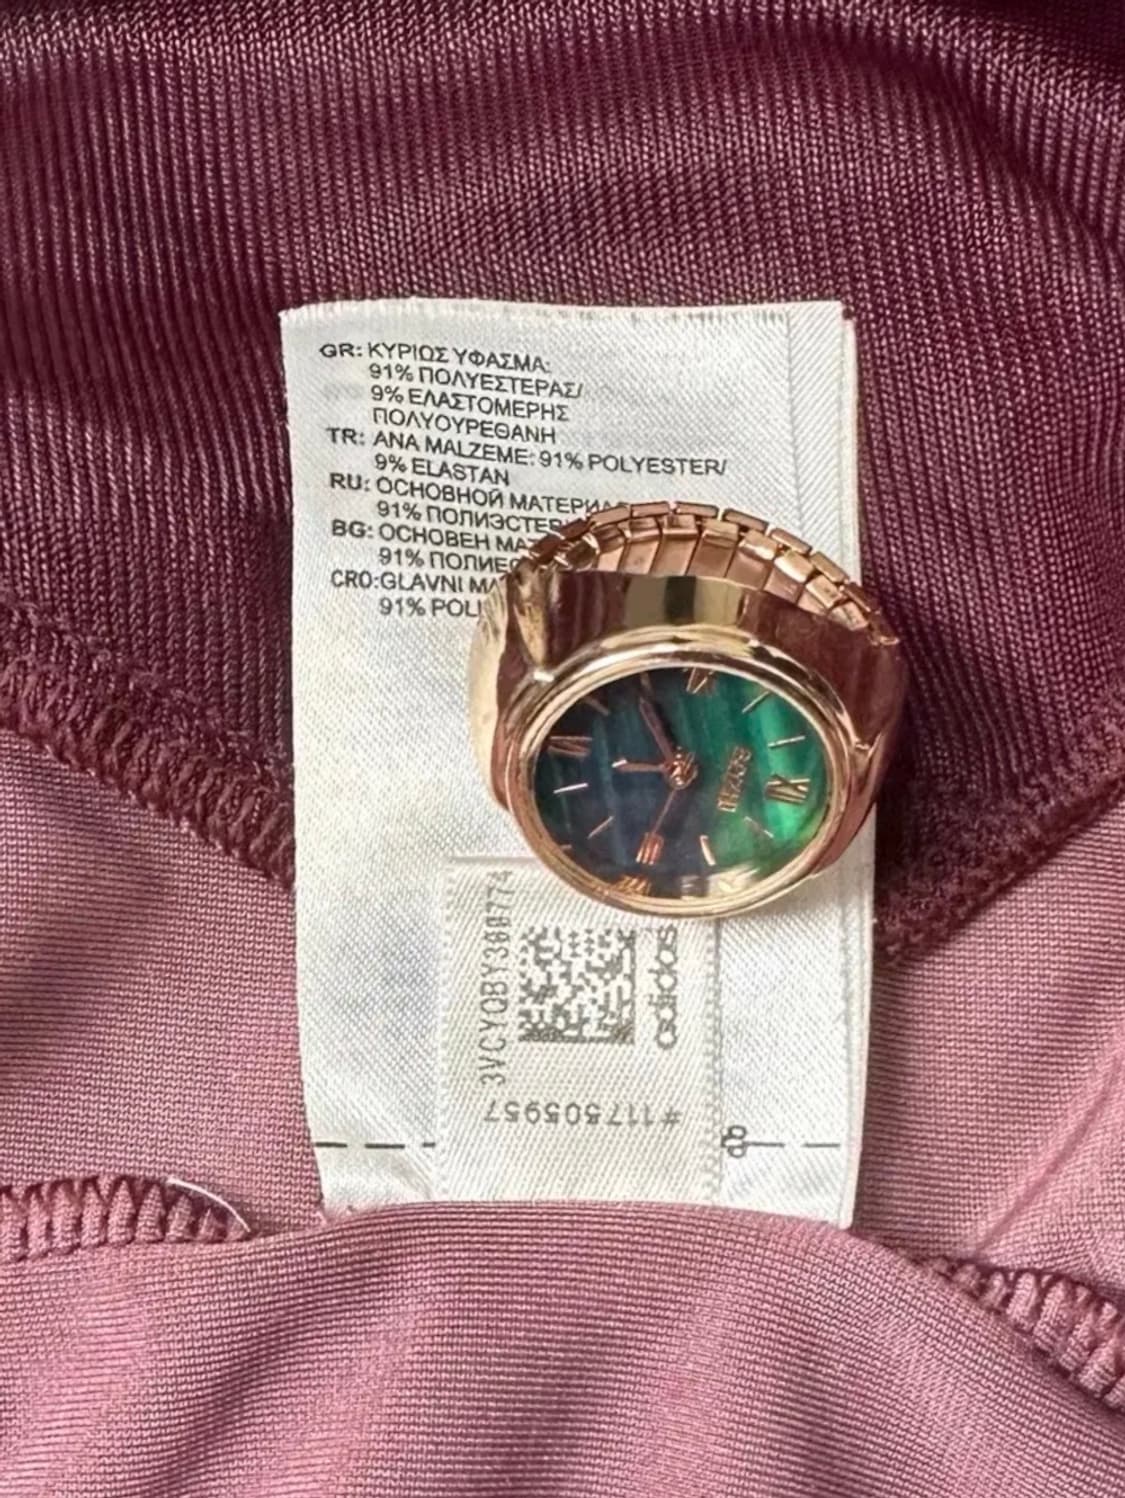 GR: ΚΥΡΙΩΣ ΥΦΑΣΜΑ:
91% ΠΟΛΥΕΣΤΕΡΑΣ/
9% ΕΛΑΣΤΟΜΕΡΗΣ
ΠΟΛΥΟΥΡΕΘΑΝΗ
TR: ANA MALZEME: 91% POLYESTER/
9% ELASTAN
RU: ОСНОВНОЙ
91%
BG: ОСНОВЕН
91%
CRO: GLAVNI
91%
adidas
#117505957